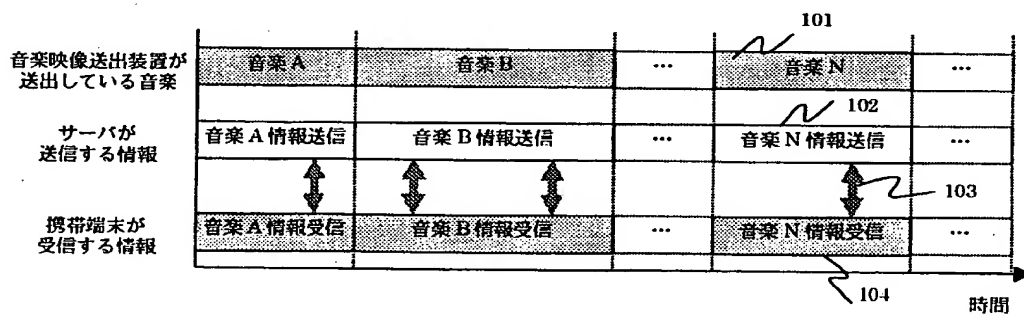 101
音楽映像送出装置が
送出している音楽
音楽A
音楽B
…
音楽N
…
102
サーバが
送信する情報
音楽A情報送信
音楽B情報送信
…
音楽N情報送信
…
103
携帯端末が
受信する情報
音楽A情報受信
音楽B情報受信
…
音楽N情報受信
…
104
時間